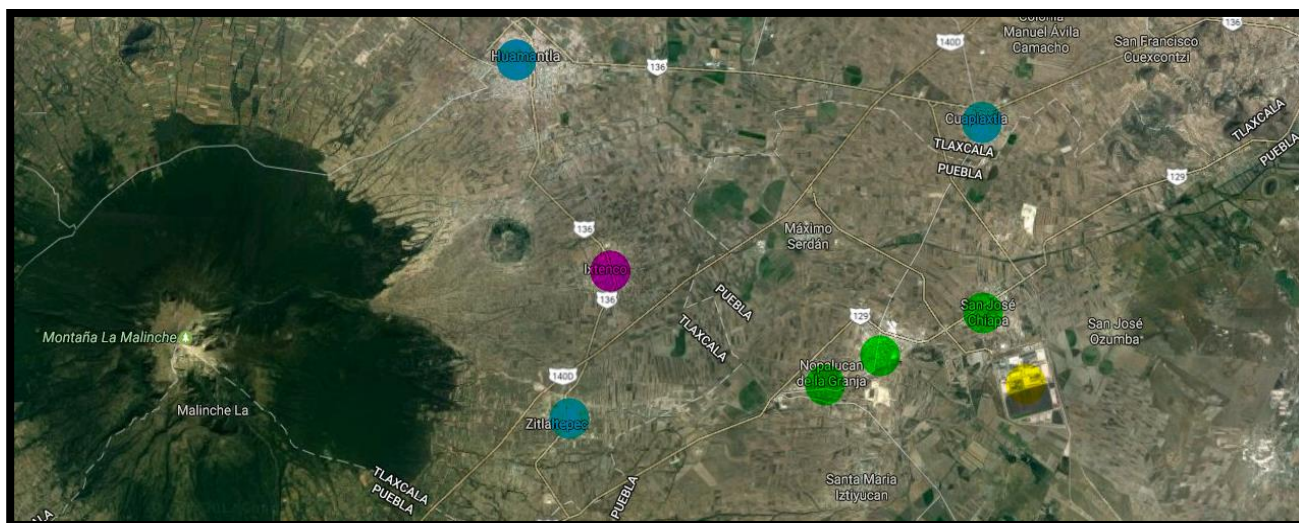 Colonia
Manuel Ávila
Camacho
136
140D
San Francisco
Cuexcontzi
Huamantla
136
Cuapiaxtla
TLAXCALA
PUEBLA
TLAXCALA
PUEBLA
129
136
Máximo
Serdán
Ixtenco
136
PUEBLA
TLAXCALA
San José
Chiapa
129
San José
Ozumba
Montaña La Malinche
Nopalucan
de la Granja
140D
Malinche La
Zitlaltepec
TLAXCALA
PUEBLA
PUEBLA
Santa María
Iztiyucan